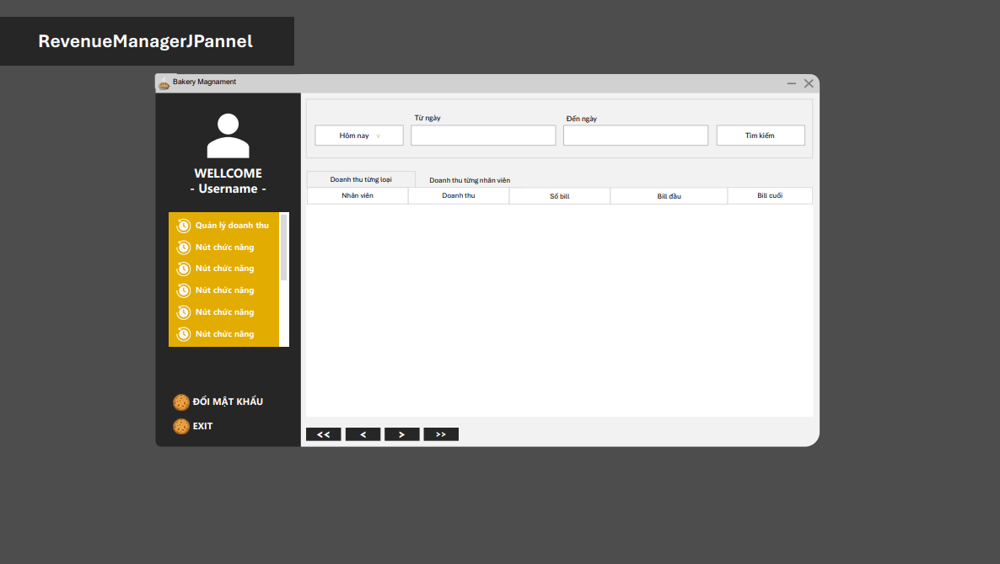 RevenueManagerJPannel
Bakery Magnament
WELLCOME
- Username -
Quản lý doanh thu
Nút chức năng
Nút chức năng
Nút chức năng
Nút chức năng
Nút chức năng
ĐỔI MẬT KHẨU
EXIT
Từ ngày
Đến ngày
Hôm nay v
Tìm kiếm
Doanh thu từng loại
Doanh thu từng nhân viên
Nhân viên
Doanh thu
Số bill
Bill đầu
Bill cuối
<<
<
>
>>